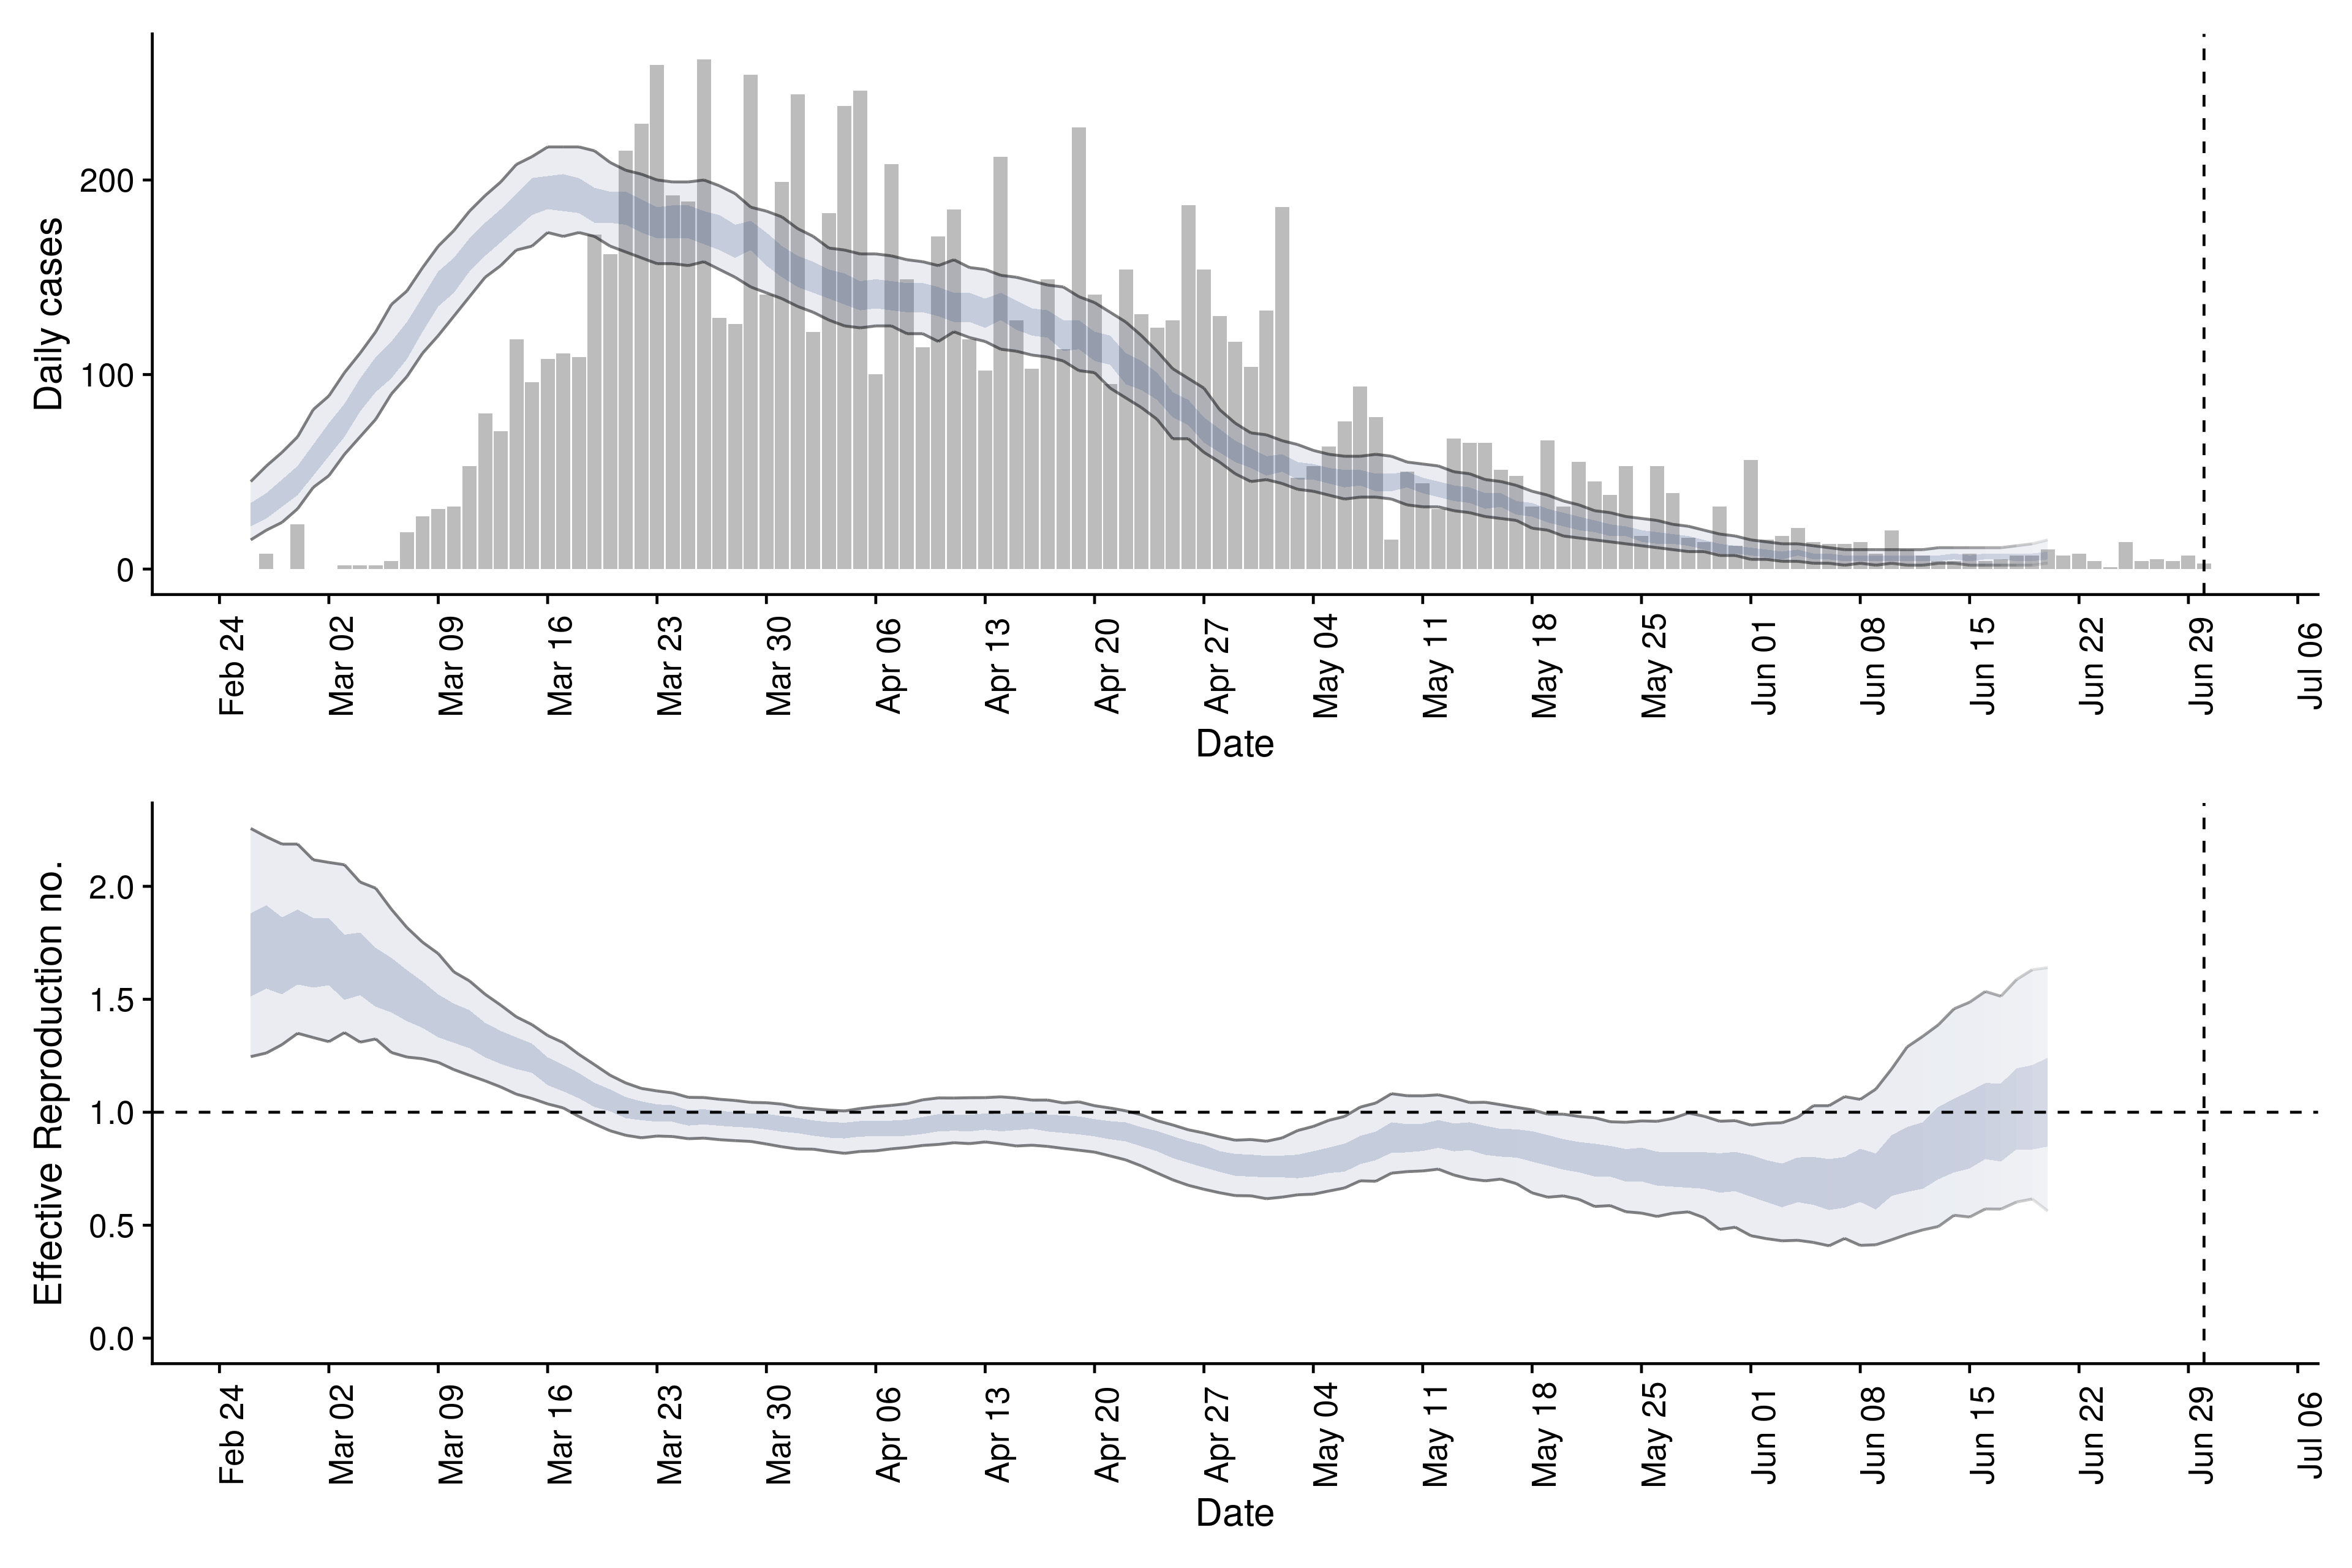 Daily cases
200
100
0
Feb 24
Mar 02
Mar 09
Mar 16
Mar 23
Mar 30
Apr 06
Apr 13
Apr 20
Apr 27
May 04
May 11
May 18
May 25
Jun 01
Jun 08
Jun 15
Jun 22
Jun 29
Jul 06
Date
Effective Reproduction no.
2.0
1.5
1.0
0.5
0.0
Feb 24
Mar 02
Mar 09
Mar 16
Mar 23
Mar 30
Apr 06
Apr 13
Apr 20
Apr 27
May 04
May 11
May 18
May 25
Jun 01
Jun 08
Jun 15
Jun 22
Jun 29
Jul 06
Date